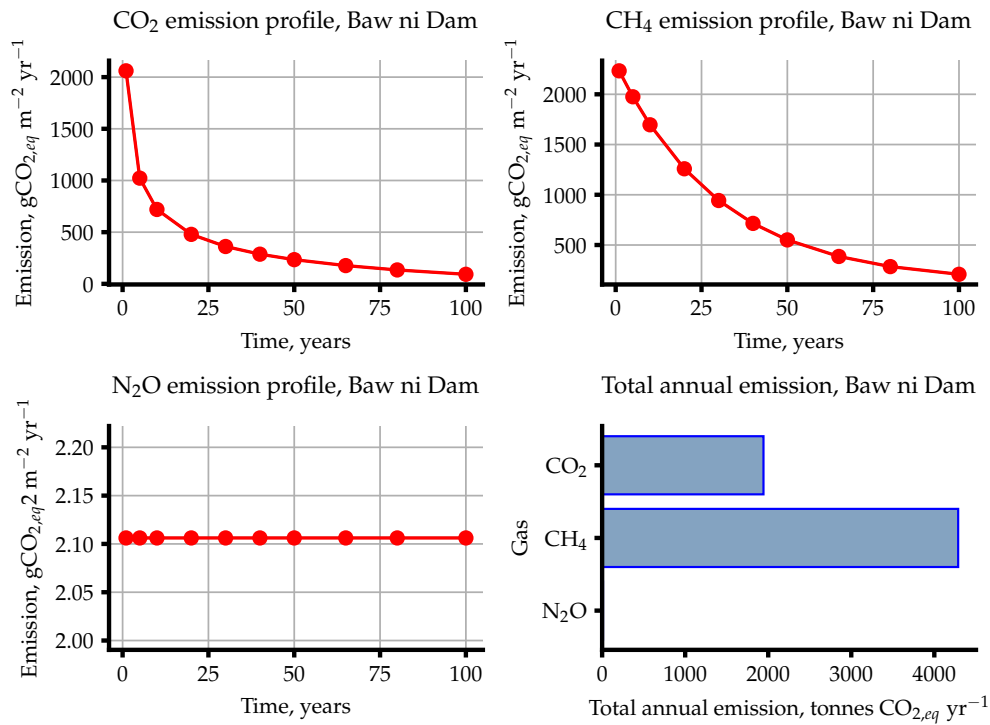 CO₂ emission profile, Baw ni Dam
Emission, gCO₂,eq m⁻² yr⁻¹
2000
1500
1000
500
0
0 25 50 75 100
Time, years
CH₄ emission profile, Baw ni Dam
Emission, gCO₂,eq m⁻² yr⁻¹
2000
1500
1000
500
0 25 50 75 100
Time, years
N₂O emission profile, Baw ni Dam
Emission, gCO₂,eq2 m⁻² yr⁻¹
2.20
2.15
2.10
2.05
2.00
0 25 50 75 100
Time, years
Total annual emission, Baw ni Dam
Gas
CO₂
CH₄
N₂O
0 1000 2000 3000 4000
Total annual emission, tonnes CO₂,eq yr⁻¹